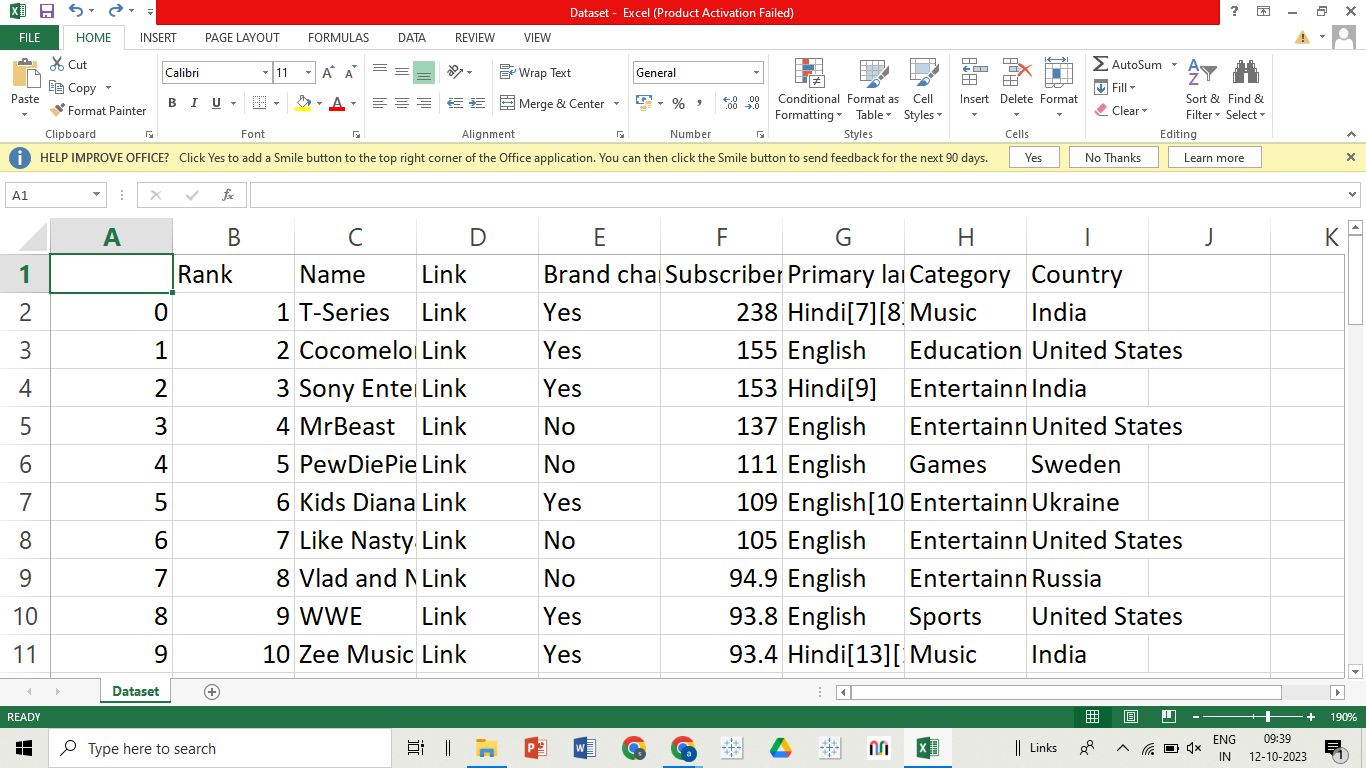 Dataset - Excel (Product Activation Failed)
FILE HOME INSERT PAGE LAYOUT FORMULAS DATA REVIEW VIEW
Paste Cut Copy Format Painter
Calibri 11 Wrap Text General
B I U Merge & Center %
Conditional Formatting Format as Table Cell Styles Insert Delete Format
AutoSum Fill Clear Sort & Filter Find & Select
Clipboard Font Alignment Number Styles Cells Editing
HELP IMPROVE OFFICE? Click Yes to add a Smile button to the top right corner of the Office application. You can then click the Smile button to send feedback for the next 90 days. Yes No Thanks Learn more
A1 fx
A B C D E F G H I J K
1 Rank Name Link Brand cha Subscriber Primary la Category Country
2 0 1 T-Series Link Yes 238 Hindi[7][8] Music India
3 1 2 Cocomelo Link Yes 155 English Education United States
4 2 3 Sony Ente Link Yes 153 Hindi[9] Entertain India
5 3 4 MrBeast Link No 137 English Entertain United States
6 4 5 PewDiePie Link No 111 English Games Sweden
7 5 6 Kids Diana Link Yes 109 English[10 Entertain Ukraine
8 6 7 Like Nasty Link No 105 English Entertain United States
9 7 8 Vlad and N Link No 94.9 English Entertain Russia
10 8 9 WWE Link Yes 93.8 English Sports United States
11 9 10 Zee Music Link Yes 93.4 Hindi[13][ Music India
Dataset
READY 190%
Type here to search Links ENG IN 09:39 12-10-2023 1